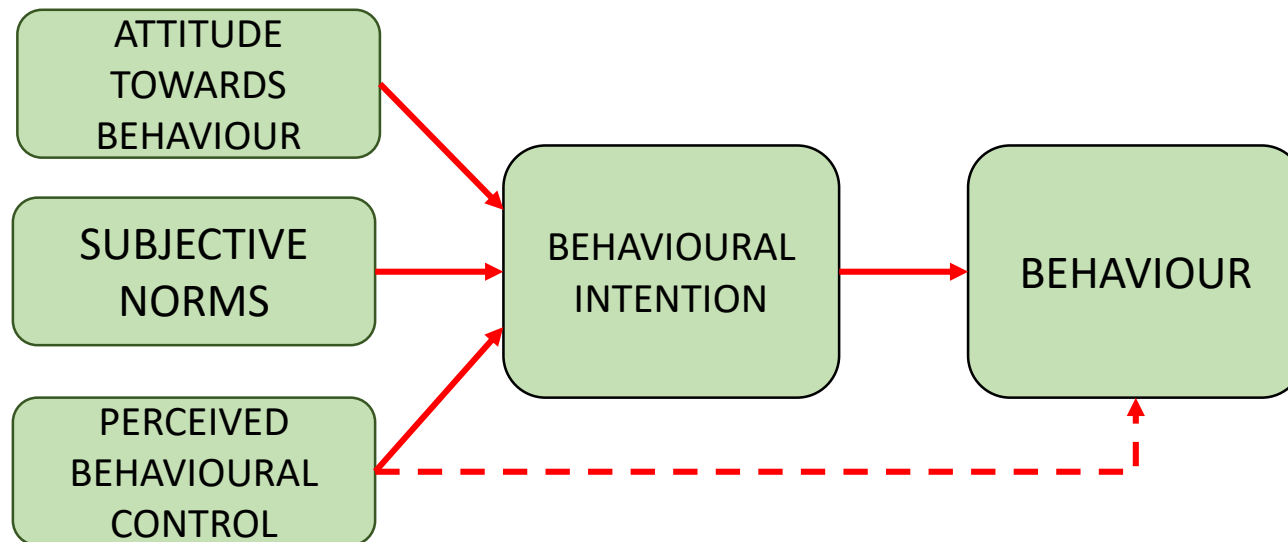 ATTITUDE
TOWARDS
BEHAVIOUR
SUBJECTIVE
NORMS
PERCEIVED
BEHAVIOURAL
CONTROL
BEHAVIOURAL
INTENTION
BEHAVIOUR